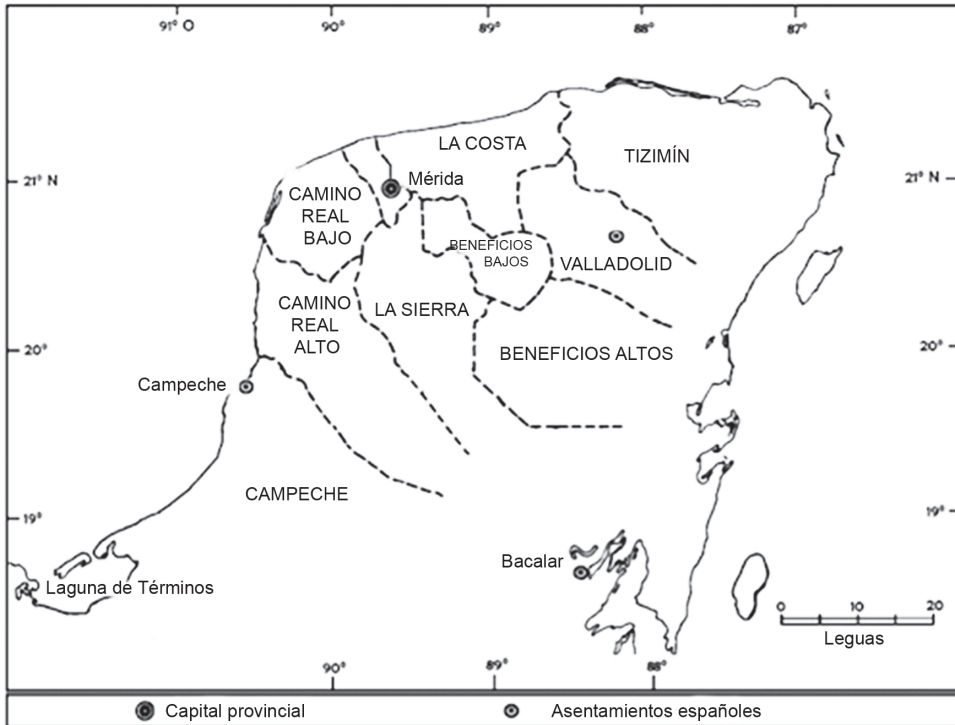 91° O
90°
89°
88°
87°
LA COSTA
TIZIMÍN
21° N
Mérida
21° N
CAMINO
REAL
BAJO
BENEFICIOS
BAJOS
VALLADOLID
CAMINO
REAL
ALTO
LA SIERRA
20°
BENEFICIOS ALTOS
20°
Campeche
CAMPECHE
19°
19°
Bacalar
Laguna de Términos
0 10 20
Leguas
90°
89°
88°
Capital provincial
Asentamientos españoles